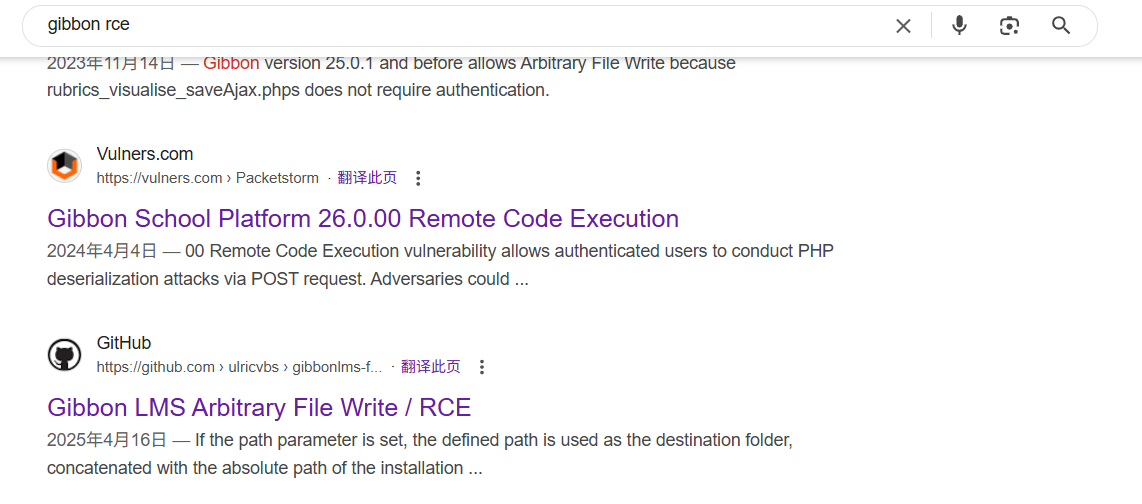 gibbon rce
2023年11月14日 — Gibbon version 25.0.1 and before allows Arbitrary File Write because
rubrics_visualise_saveAjax.phps does not require authentication.
Vulners.com
https://vulners.com › Packetstorm · 翻译此页
Gibbon School Platform 26.0.00 Remote Code Execution
2024年4月4日 — 00 Remote Code Execution vulnerability allows authenticated users to conduct PHP
deserialization attacks via POST request. Adversaries could ...
GitHub
https://github.com › ulricvbs › gibbonlms-f... · 翻译此页
Gibbon LMS Arbitrary File Write / RCE
2025年4月16日 — If the path parameter is set, the defined path is used as the destination folder,
concatenated with the absolute path of the installation ...